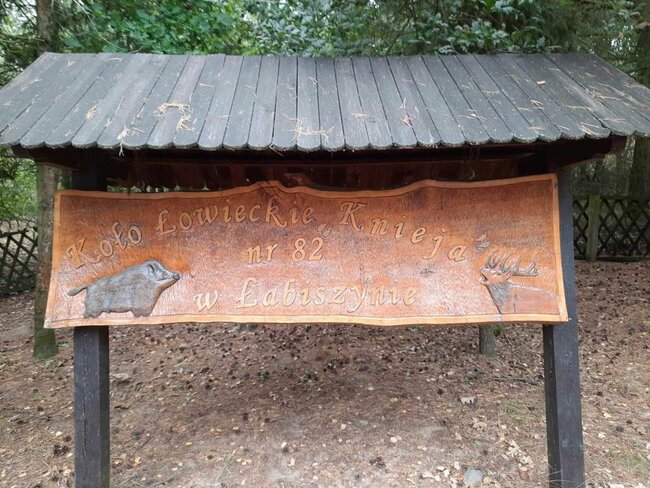 Koło Łowieckie „Knieja”
nr 82
w Łabiszynie